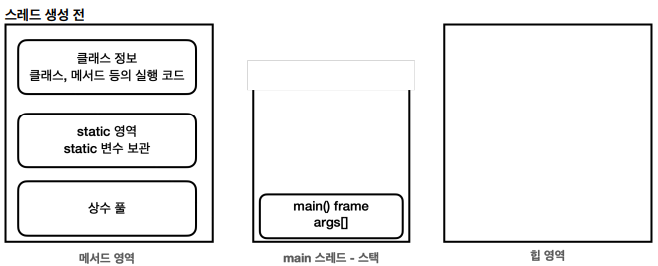 스레드 생성 전
클래스 정보
클래스, 메서드 등의 실행 코드
static 영역
static 변수 보관
상수 풀
메서드 영역
main() frame
args[]
main 스레드 - 스택
힙 영역